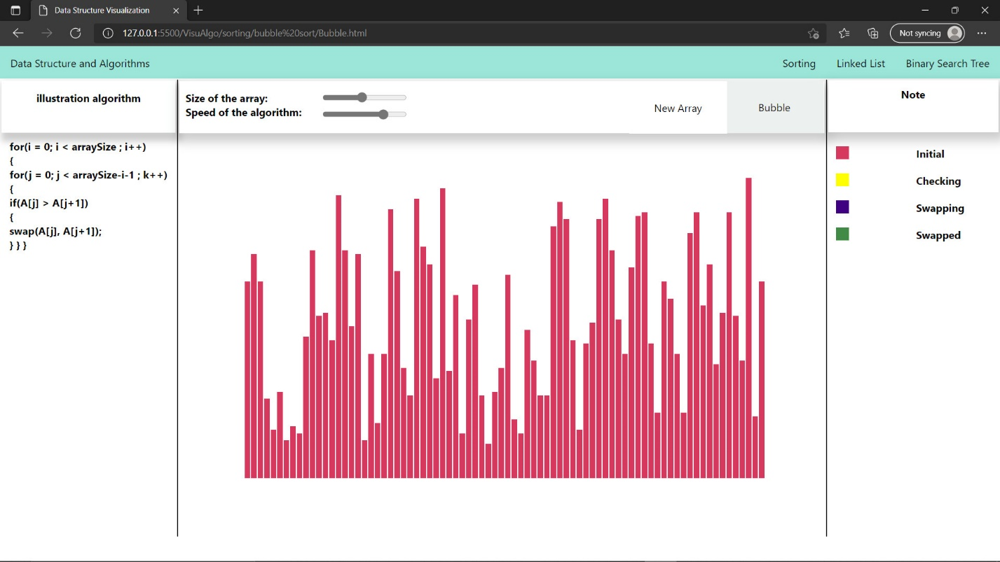 Data Structure Visualization
127.0.0.1:5500/VisuAlgo/sorting/bubble%20sort/Bubble.html
Not syncing
Data Structure and Algorithms
Sorting
Linked List
Binary Search Tree
illustration algorithm
for(i = 0; i < arraySize ; i++)
{
for(j = 0; j < arraySize-i-1 ; k++)
{
if(A[j] > A[j+1])
{
swap(A[j], A[j+1]);
} } }
Size of the array:
Speed of the algorithm:
New Array
Bubble
Note
Initial
Checking
Swapping
Swapped